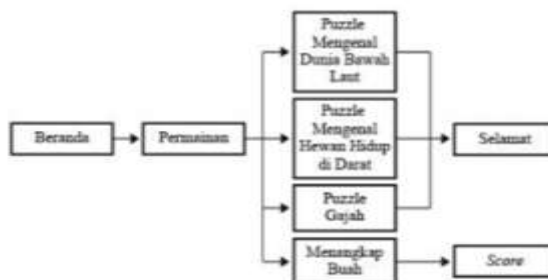 Puzzle
Mengenal
Dunia Bawah
Laut
Beranda
Permainan
Puzzle
Mengenal
Hewan Hidup
di Darat
Selamat
Puzzle
Gajah
Menangkap
Buah
Score